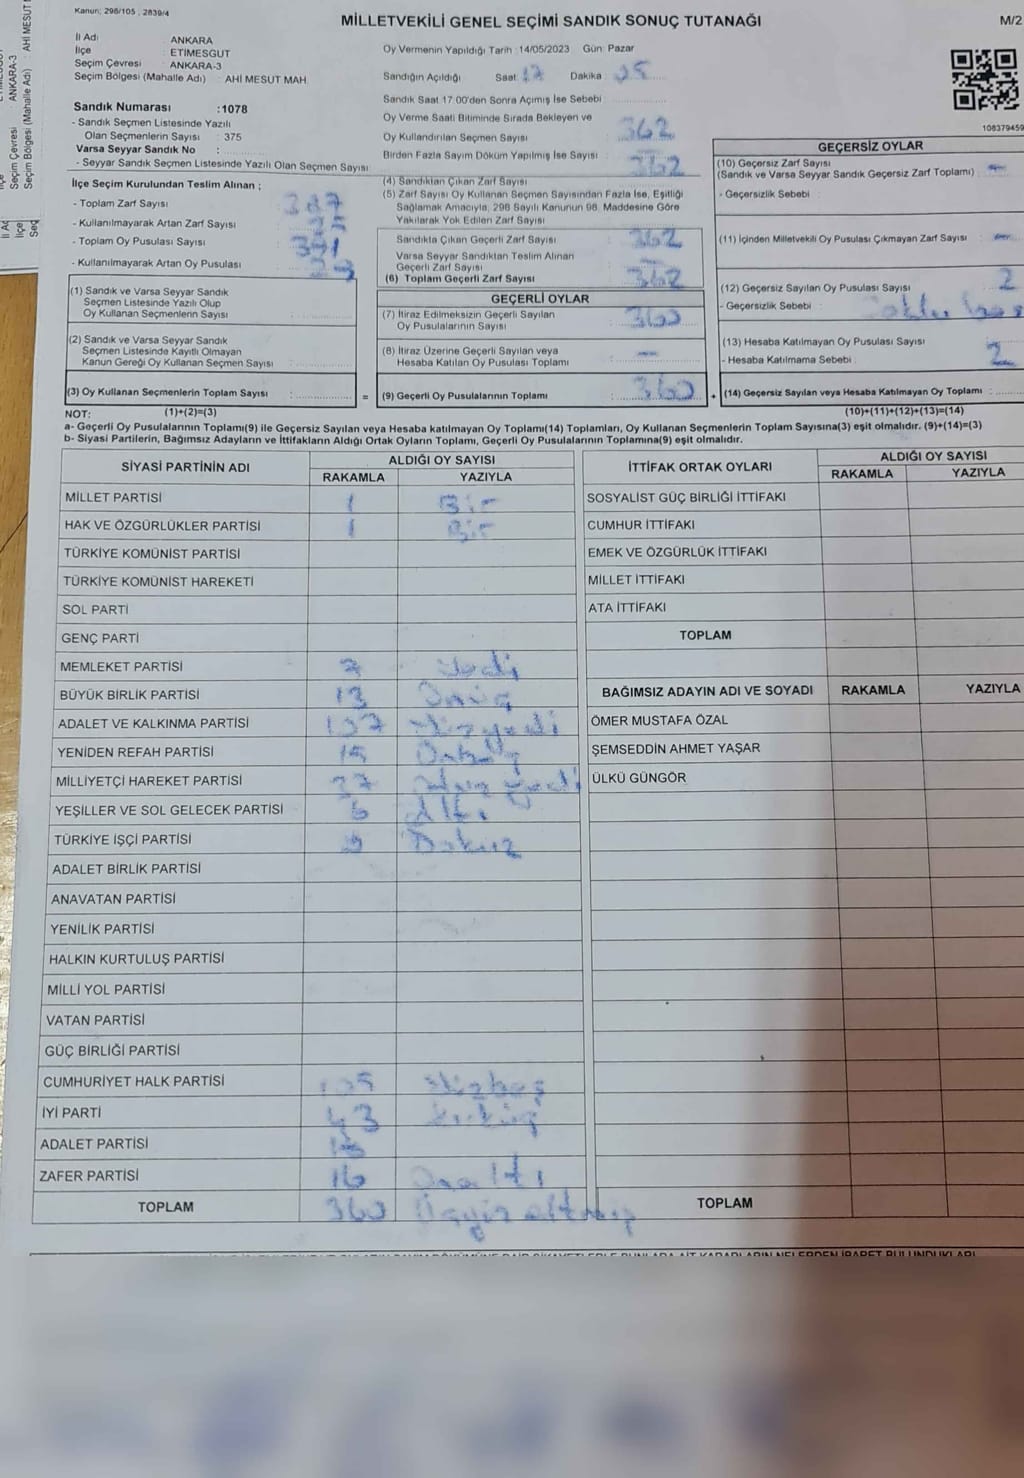 Kanun; 298/105 , 2839/4
MİLLETVEKİLİ GENEL SEÇİMİ SANDIK SONUÇ TUTANAĞI
M/2
İl Adı ANKARA
İlçe ETİMESGUT
Seçim Çevresi ANKARA-3
Seçim Bölgesi (Mahalle Adı) : AHİ MESUT MAH
Sandık Numarası :1078
- Sandık Seçmen Listesinde Yazılı
Olan Seçmenlerin Sayısı : 375
Varsa Seyyar Sandık No :
- Seyyar Sandık Seçmen Listesinde Yazılı Olan Seçmen Sayısı
Oy Vermenin Yapıldığı Tarih :14/05/2023 Gün: Pazar
Sandığın Açıldığı Saat: 17 Dakika :
Sandık Saat 17:00'den Sonra Açımış İse Sebebi
Oy Verme Saati Bitiminde Sırada Bekleyen ve
Oy Kullandırılan Seçmen Sayısı 362
Birden Fazla Sayım Döküm Yapılmış İse Sayısı
108379459
İlçe Seçim Kurulundan Teslim Alınan ;
- Toplam Zarf Sayısı
- Kullanılmayarak Artan Zarf Sayısı
- Toplam Oy Pusulası Sayısı
- Kullanılmayarak Artan Oy Pusulası
(1) Sandık ve Varsa Seyyar Sandık
Seçmen Listesinde Yazılı Olup
Oy Kullanan Seçmenlerin Sayısı
(2) Sandık ve Varsa Seyyar Sandık
Seçmen Listesinde Kayıtlı Olmayan
Kanun Gereği Oy Kullanan Seçmen Sayısı
(3) Oy Kullanan Seçmenlerin Toplam Sayısı =
(4) Sandıktan Çıkan Zarf Sayısı 362
(5) Zarf Sayısı Oy Kullanan Seçmen Sayısından Fazla İse, Eşitliği
Sağlamak Amacıyla, 298 Sayılı Kanunun 98. Maddesine Göre
Yakılarak Yok Edilen Zarf Sayısı
Sandıkta Çıkan Geçerli Zarf Sayısı 362
Varsa Seyyar Sandıktan Teslim Alınan
Geçerli Zarf Sayısı
(6) Toplam Geçerli Zarf Sayısı 362
GEÇERLİ OYLAR
(7) İtiraz Edilmeksizin Geçerli Sayılan
Oy Pusulalarının Sayısı 360
(8) İtiraz Üzerine Geçerli Sayılan veya
Hesaba Katılan Oy Pusulası Toplamı -
(9) Geçerli Oy Pusulalarının Toplamı 360 +
GEÇERSİZ OYLAR
(10) Geçersiz Zarf Sayısı
(Sandık ve Varsa Seyyar Sandık Geçersiz Zarf Toplamı) -
- Geçersizlik Sebebi :
(11) İçinden Milletvekili Oy Pusulası Çıkmayan Zarf Sayısı : -
(12) Geçersiz Sayılan Oy Pusulası Sayısı : 2
- Geçersizlik Sebebi :
(13) Hesaba Katılmayan Oy Pusulası Sayısı
- Hesaba Katılmama Sebebi : 2
(14) Geçersiz Sayılan veya Hesaba Katılmayan Oy Toplamı :
NOT: (1)+(2)=(3)
(10)+(11)+(12)+(13)=(14)
a- Geçerli Oy Pusulalarının Toplamı(9) ile Geçersiz Sayılan veya Hesaba katılmayan Oy Toplamı(14) Toplamları, Oy Kullanan Seçmenlerin Toplam Sayısına(3) eşit olmalıdır. (9)+(14)=(3)
b- Siyasi Partilerin, Bağımsız Adayların ve İttifakların Aldığı Ortak Oyların Toplamı, Geçerli Oy Pusulalarının Toplamına(9) eşit olmalıdır.
SİYASİ PARTİNİN ADI ALDIĞI OY SAYISI
RAKAMLA YAZIYLA
MİLLET PARTİSİ 1 Bir
HAK VE ÖZGÜRLÜKLER PARTİSİ 1 Bir
TÜRKİYE KOMÜNİST PARTİSİ
TÜRKİYE KOMÜNİST HAREKETİ
SOL PARTİ
GENÇ PARTİ
MEMLEKET PARTİSİ 7 Yedi
BÜYÜK BİRLİK PARTİSİ 13 Onüç
ADALET VE KALKINMA PARTİSİ 107 Yüzyedi
YENİDEN REFAH PARTİSİ 15 Onbeş
MİLLİYETÇİ HAREKET PARTİSİ
YEŞİLLER VE SOL GELECEK PARTİSİ 6 Altı
TÜRKİYE İŞÇİ PARTİSİ 9 Dokuz
ADALET BİRLİK PARTİSİ
ANAVATAN PARTİSİ
YENİLİK PARTİSİ
HALKIN KURTULUŞ PARTİSİ
MİLLİ YOL PARTİSİ
VATAN PARTİSİ
GÜÇ BİRLİĞİ PARTİSİ
CUMHURİYET HALK PARTİSİ 105 Yüzbeş
İYİ PARTİ 43 Kırküç
ADALET PARTİSİ
ZAFER PARTİSİ 16 Onaltı
TOPLAM 360 Üçyüzaltmış
İTTİFAK ORTAK OYLARI ALDIĞI OY SAYISI
RAKAMLA YAZIYLA
SOSYALİST GÜÇ BİRLİĞİ İTTİFAKI
CUMHUR İTTİFAKI
EMEK VE ÖZGÜRLÜK İTTİFAKI
MİLLET İTTİFAKI
ATA İTTİFAKI
TOPLAM
BAĞIMSIZ ADAYIN ADI VE SOYADI RAKAMLA YAZIYLA
ÖMER MUSTAFA ÖZAL
ŞEMSEDDİN AHMET YAŞAR
ÜLKÜ GÜNGÖR
TOPLAM